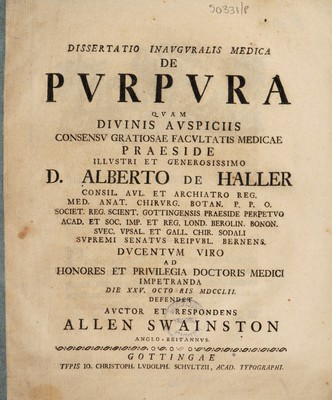 50331/P
DISSERTATIO INAVGVRALIS MEDICA
DE
PVRPVRA
QVAM
DIVINIS AVSPICIIS
CONSENSV GRATIOSAE FACVLTATIS MEDICAE
PRAESIDE
ILLVSTRI ET GENEROSISSIMO
D. ALBERTO DE HALLER
CONSIL. AVL. ET ARCHIATRO REG.
MED. ANAT. CHIRVRG. BOTAN. P. P. O.
SOCIET. REG. SCIENT. GOTTINGENSIS PRAESIDE PERPETVO
ACAD. ET SOC. IMP. ET REG. LOND. BEROLIN. BONON.
SVEC. VPSAL. ET GALL. CHIR. SODALI
SVPREMI SENATVS REIPVBL. BERNENS.
DVCENTVM VIRO
AD
HONORES ET PRIVILEGIA DOCTORIS MEDICI
IMPETRANDA
DIE XXV. OCTOBRIS MDCCLII.
DEFENDET
AVCTOR ET RESPONDENS
ALLEN SWAINSTON
ANGLO-BRITANNVS.
GOTTINGAE
TYPIS IO. CHRISTOPH. LVDOLPH. SCHVLTZII, ACAD. TYPOGRAPHI.